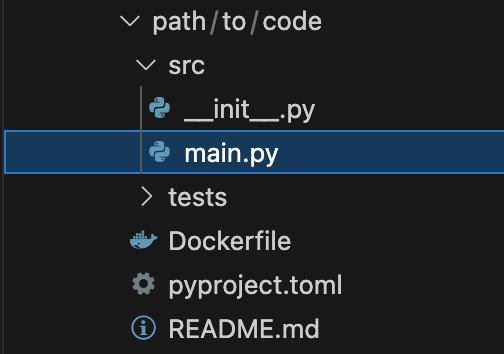 path/to/code
src
__init__.py
main.py
tests
Dockerfile
pyproject.toml
README.md